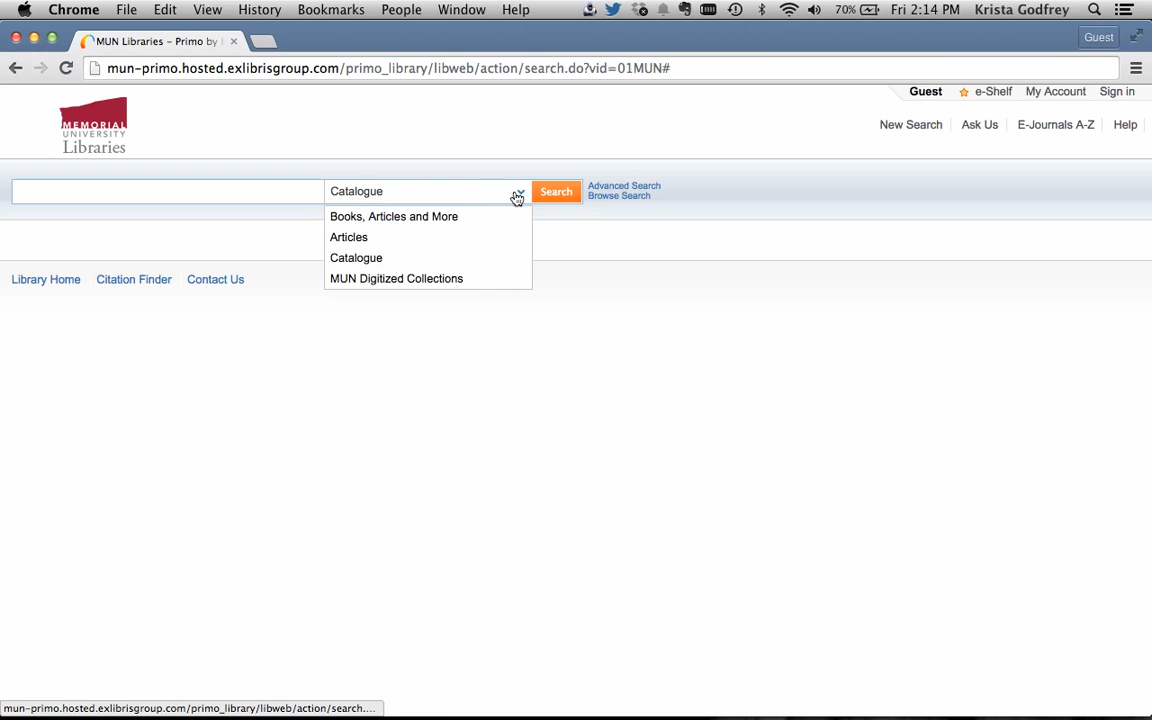 Chrome File Edit View History Bookmarks People Window Help 70% Fri 2:14 PM Krista Godfrey
MUN Libraries – Primo by Guest
mun-primo.hosted.exlibrisgroup.com/primo_library/libweb/action/search.do?vid=01MUN#
Guest e-Shelf My Account Sign in
MEMORIAL
UNIVERSITY
Libraries
New Search Ask Us E-Journals A-Z Help
Catalogue Search Advanced Search
Browse Search
Books, Articles and More
Articles
Catalogue
MUN Digitized Collections
Library Home Citation Finder Contact Us
mun-primo.hosted.exlibrisgroup.com/primo_library/libweb/action/search....